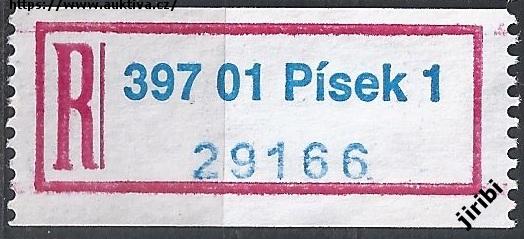 https://www.auktiva.cz/
R
397 01 Písek 1
29166
jiribi